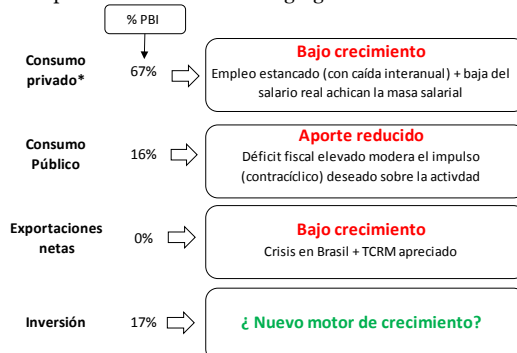 % PBI
Consumo
privado*
67%
Bajo crecimiento
Empleo estancado (con caída interanual) + baja del
salario real achican la masa salarial
Consumo
Público
16%
Aporte reducido
Déficit fiscal elevado modera el impulso
(contracíclico) deseado sobre la activdad
Exportaciones
netas
0%
Bajo crecimiento
Crisis en Brasil + TCRM apreciado
Inversión
17%
¿ Nuevo motor de crecimiento?